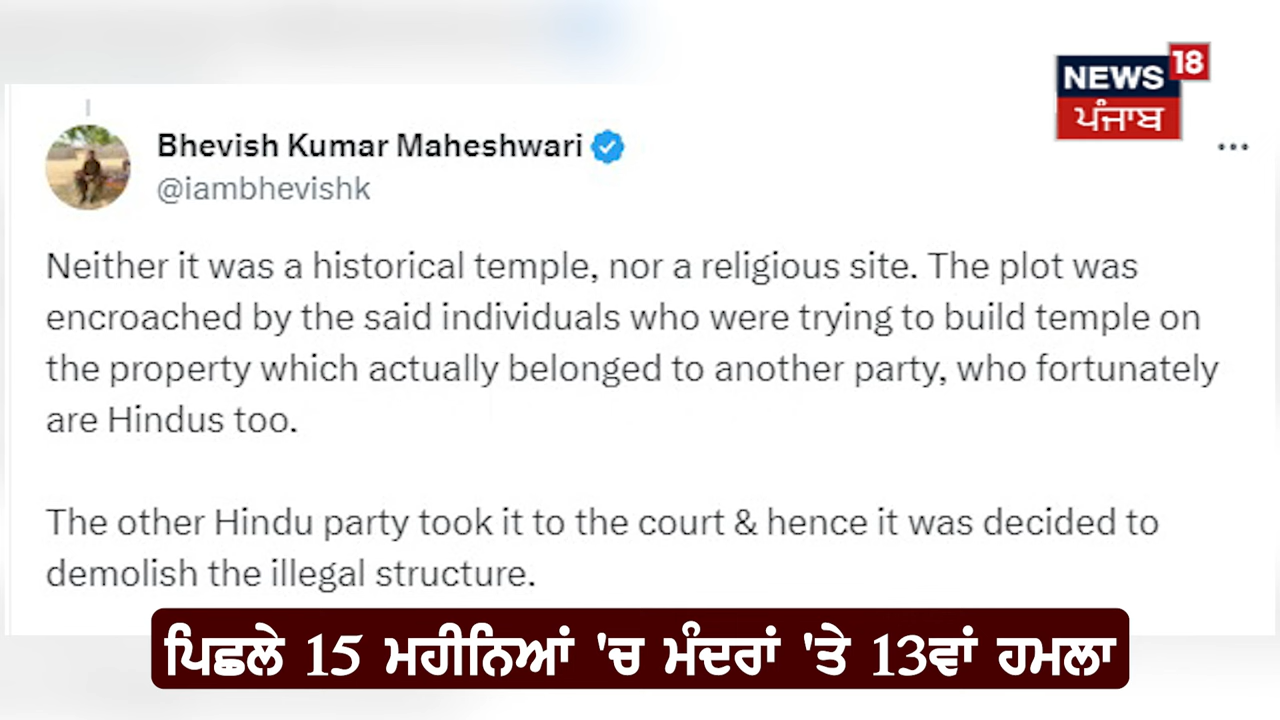 NEWS 18
ਪੰਜਾਬ
Bhevish Kumar Maheshwari
@iambhevishk
Neither it was a historical temple, nor a religious site. The plot was
encroached by the said individuals who were trying to build temple on
the property which actually belonged to another party, who fortunately
are Hindus too.
The other Hindu party took it to the court & hence it was decided to
demolish the illegal structure.
ਪਿਛਲੇ 15 ਮਹੀਨਿਆਂ 'ਚ ਮੰਦਰਾਂ 'ਤੇ 13ਵਾਂ ਹਮਲਾ